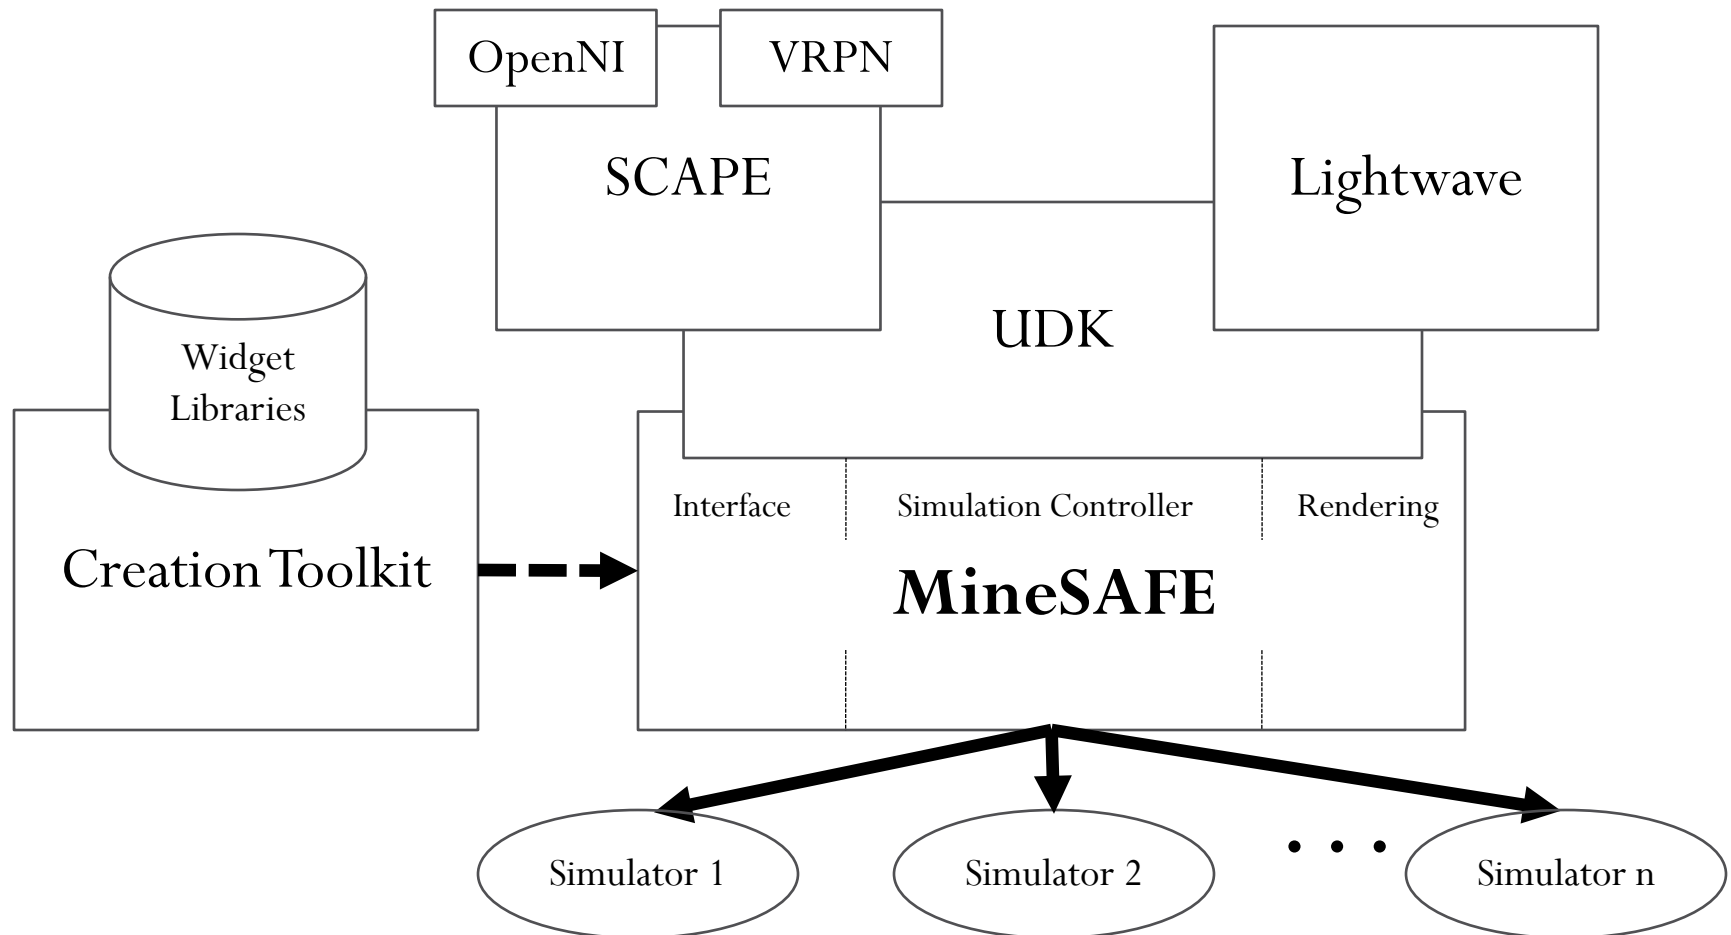 OpenNI
VRPN
SCAPE
Lightwave
UDK
Widget
Libraries
Interface
Simulation Controller
Rendering
Creation Toolkit
MineSAFE
Simulator 1
Simulator 2
. . .
Simulator n